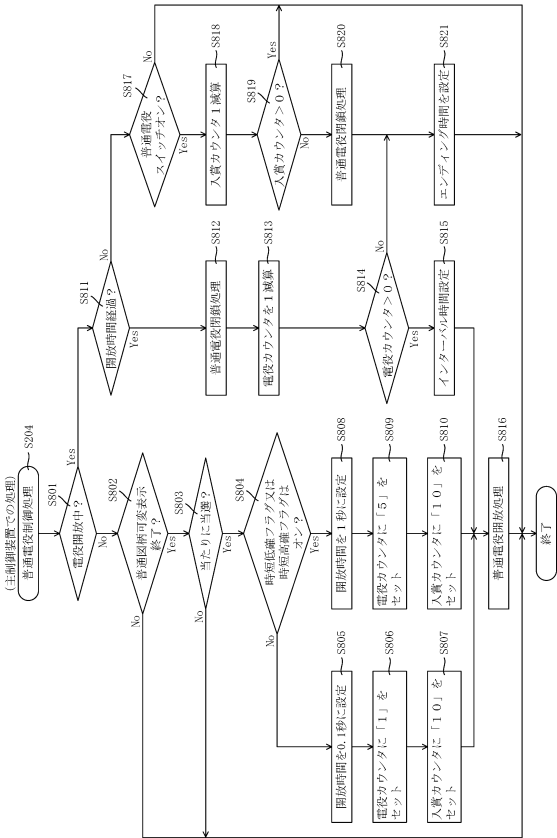 (主制御装置での処理)
普通電役制御処理
S204
電役開放中?
S801
Yes
No
普通図柄可変表示
終了?
S802
No
Yes
当たりに当選?
S803
No
Yes
時短低確フラグ又は
時短高確フラグは
オン?
S804
No
Yes
開放時間を0.1秒に設定
S805
電役カウンタに「1」を
セット
S806
入賞カウンタに「10」を
セット
S807
開放時間を1秒に設定
S808
電役カウンタに「5」を
セット
S809
入賞カウンタに「10」を
セット
S810
開放時間経過?
S811
No
Yes
普通電役閉鎖処理
S812
電役カウンタを1減算
S813
電役カウンタ>0?
S814
No
Yes
インターバル時間設定
S815
普通電役開放処理
S816
普通電役
スイッチオン?
S817
No
Yes
入賞カウンタ1減算
S818
入賞カウンタ>0?
S819
Yes
No
普通電役閉鎖処理
S820
エンディング時間を設定
S821
終了